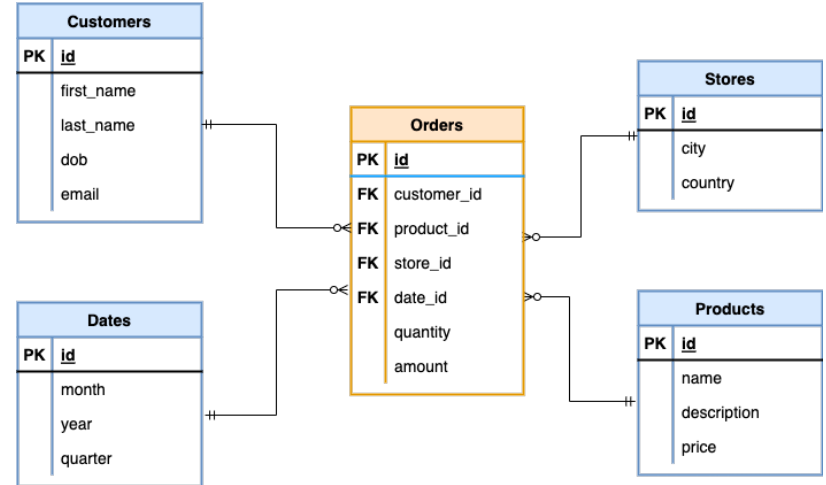 Customers
PK id
first_name
last_name
dob
email
Orders
PK id
FK customer_id
FK product_id
FK store_id
FK date_id
quantity
amount
Stores
PK id
city
country
Dates
PK id
month
year
quarter
Products
PK id
name
description
price